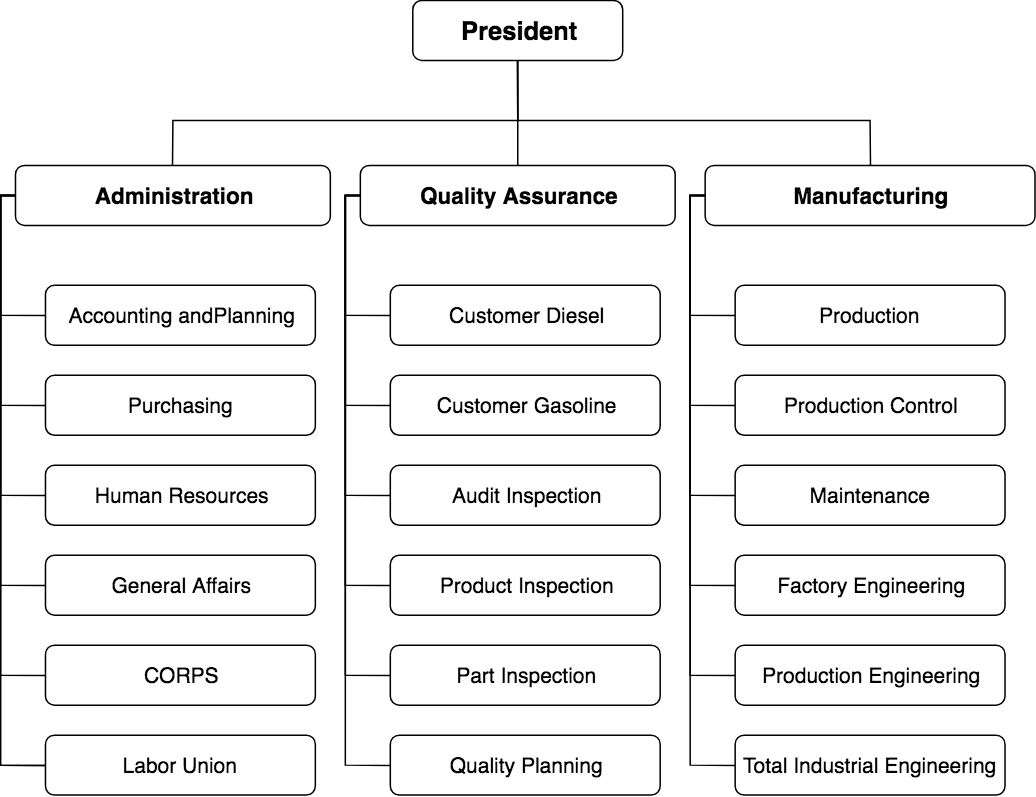 President
Administration
Quality Assurance
Manufacturing
Accounting andPlanning
Customer Diesel
Production
Purchasing
Customer Gasoline
Production Control
Human Resources
Audit Inspection
Maintenance
General Affairs
Product Inspection
Factory Engineering
CORPS
Part Inspection
Production Engineering
Labor Union
Quality Planning
Total Industrial Engineering